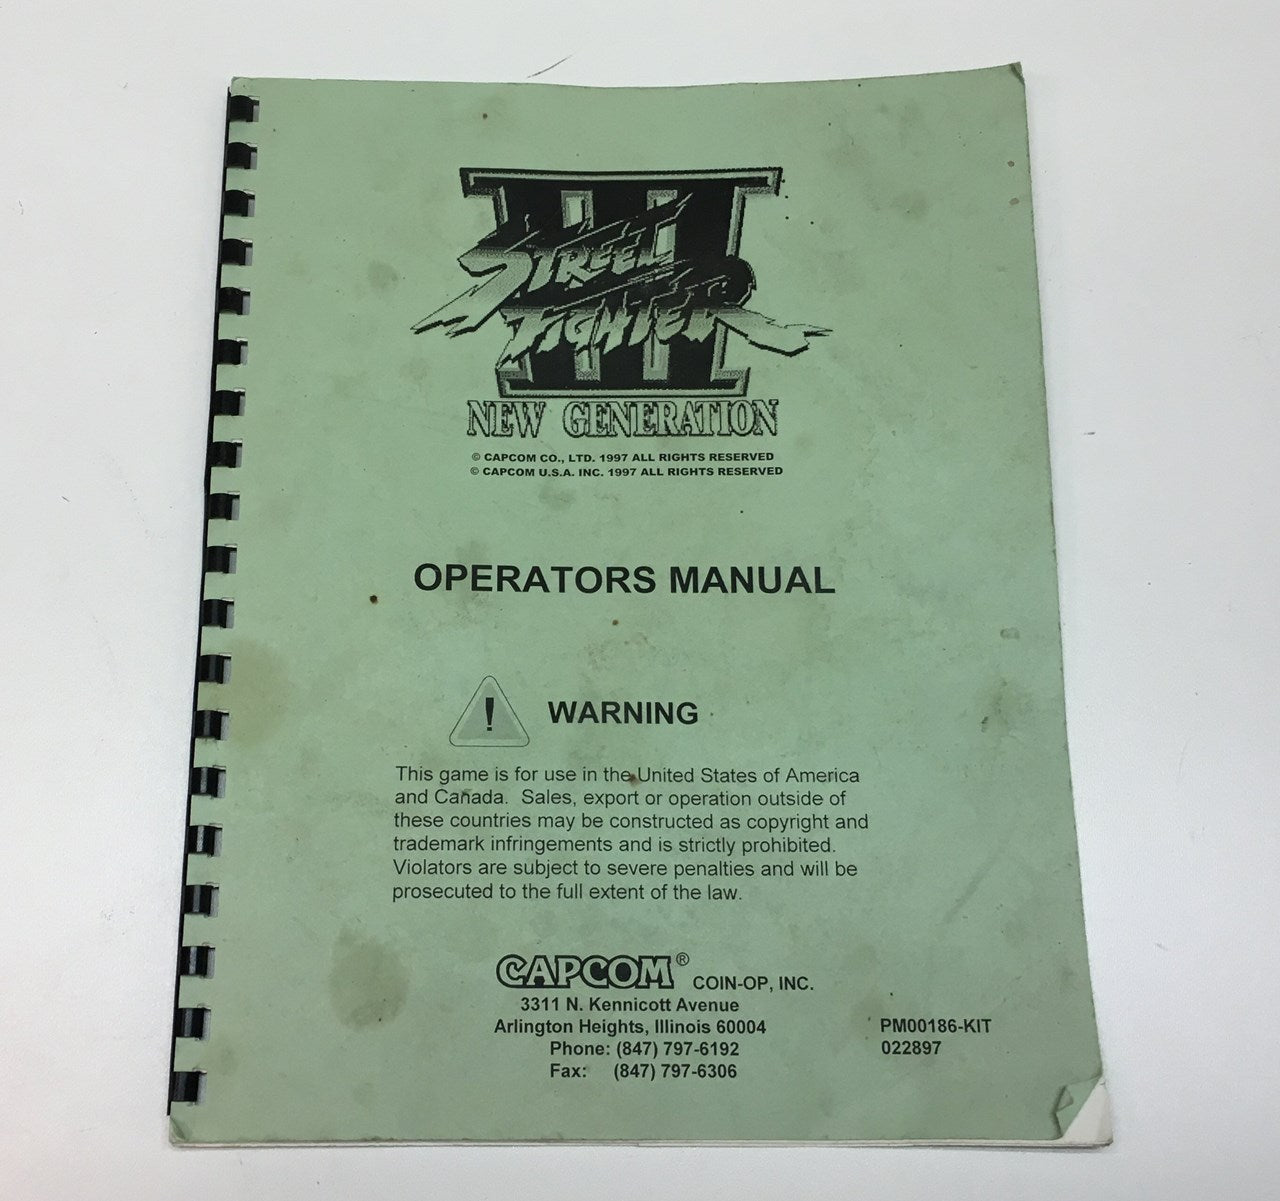 STREET
FIGHTER
III
NEW GENERATION
© CAPCOM CO., LTD. 1997 ALL RIGHTS RESERVED
© CAPCOM U.S.A. INC. 1997 ALL RIGHTS RESERVED
OPERATORS MANUAL
! WARNING
This game is for use in the United States of America
and Canada. Sales, export or operation outside of
these countries may be constructed as copyright and
trademark infringements and is strictly prohibited.
Violators are subject to severe penalties and will be
prosecuted to the full extent of the law.
CAPCOM® COIN-OP, INC.
3311 N. Kennicott Avenue
Arlington Heights, Illinois 60004
Phone: (847) 797-6192
Fax: (847) 797-6306
PM00186-KIT
022897